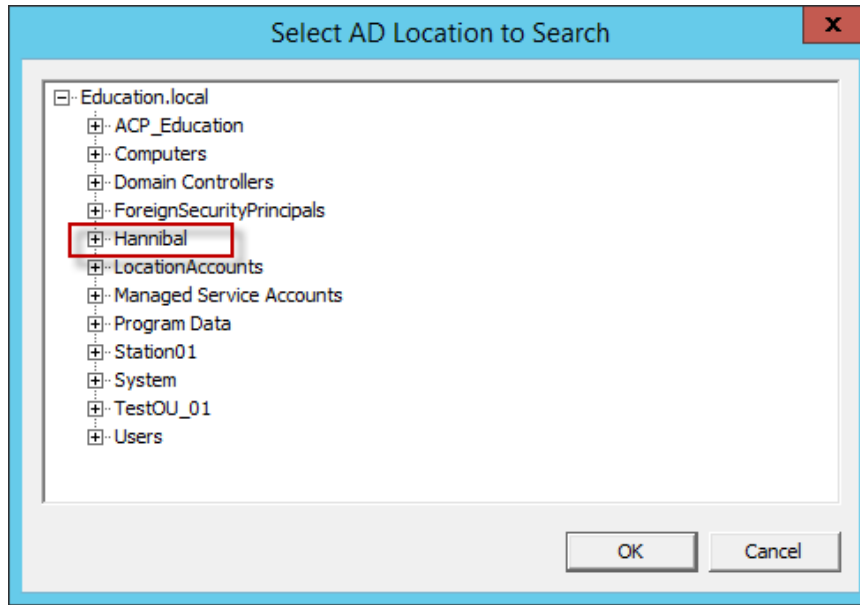 Select AD Location to Search
x
Education.local
ACP_Education
Computers
Domain Controllers
ForeignSecurityPrincipals
Hannibal
LocationAccounts
Managed Service Accounts
Program Data
Station01
System
TestOU_01
Users
OK
Cancel